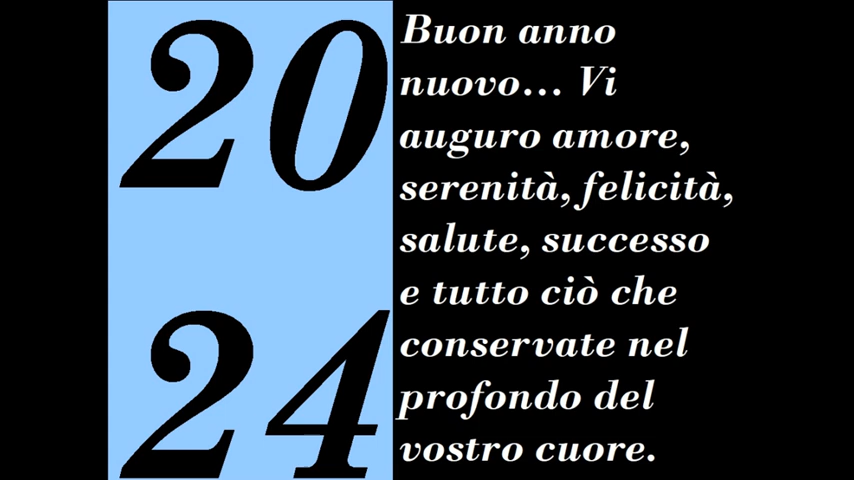 20
24
Buon anno
nuovo... Vi
auguro amore,
serenità, felicità,
salute, successo
e tutto ciò che
conservate nel
profondo del
vostro cuore.